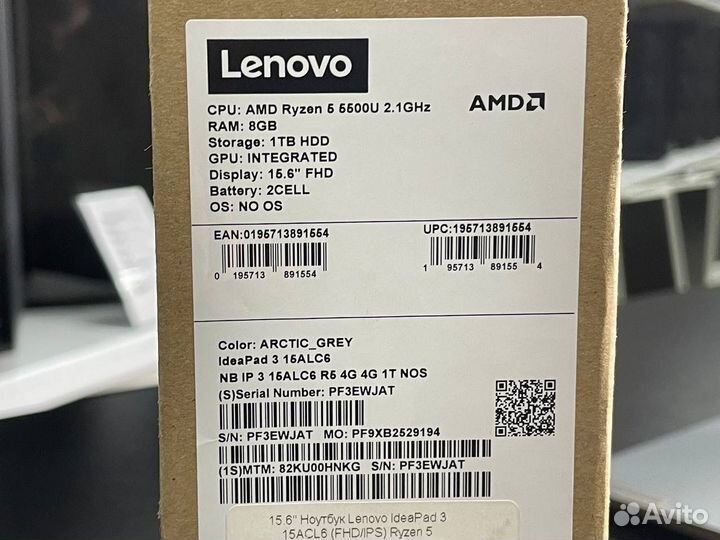 Lenovo
CPU: AMD Ryzen 5 5500U 2.1GHz
AMD
RAM: 8GB
Storage: 1TB HDD
GPU: INTEGRATED
Display: 15.6" FHD
Battery: 2CELL
OS: NO OS
EAN:0195713891554 UPC:195713891554
0 195713 891554 1 95713 89155 4
Color: ARCTIC_GREY
IdeaPad 3 15ALC6
NB IP 3 15ALC6 R5 4G 4G 1T NOS
(S)Serial Number: PF3EWJAT
S/N: PF3EWJAT MO: PF9XB2529194
(1S)MTM: 82KU00HNKG S/N: PF3EWJAT
15.6" Ноутбук Lenovo IdeaPad 3
15ACL6 (FHD/IPS) Ryzen 5
Avito